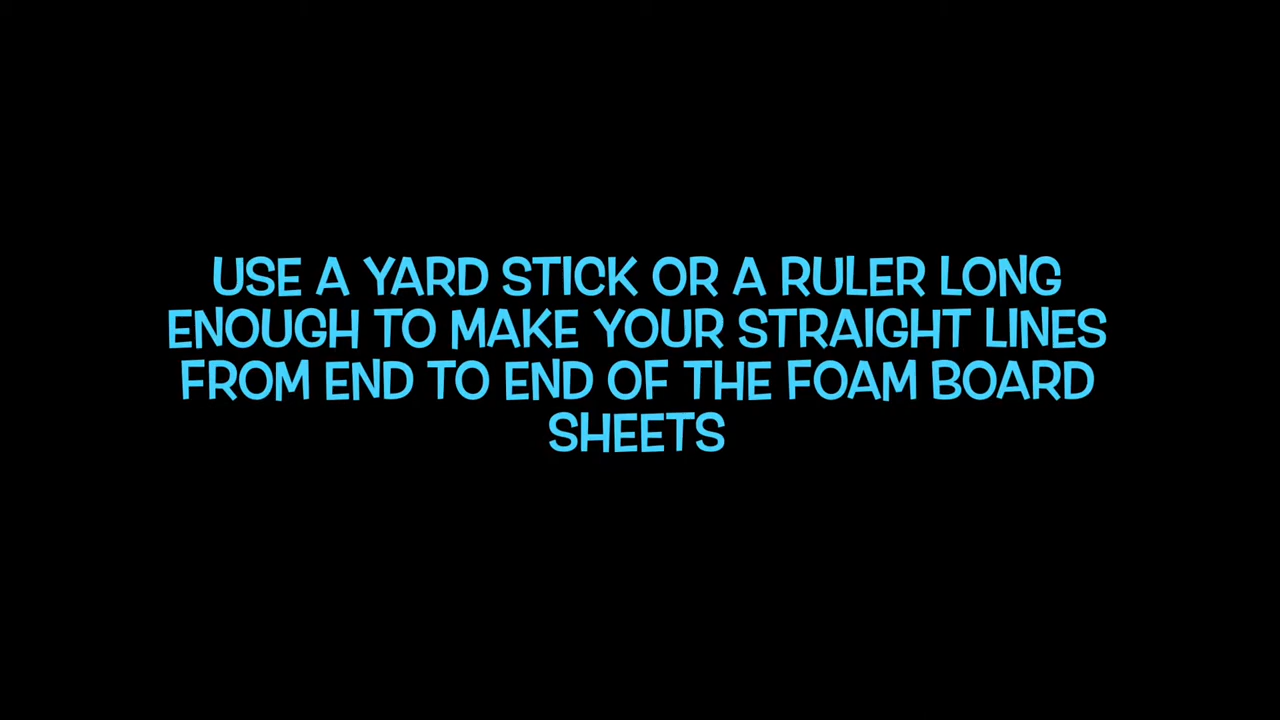 USE A YARD STICK OR A RULER LONG
ENOUGH TO MAKE YOUR STRAIGHT LINES
FROM END TO END OF THE FOAM BOARD
SHEETS